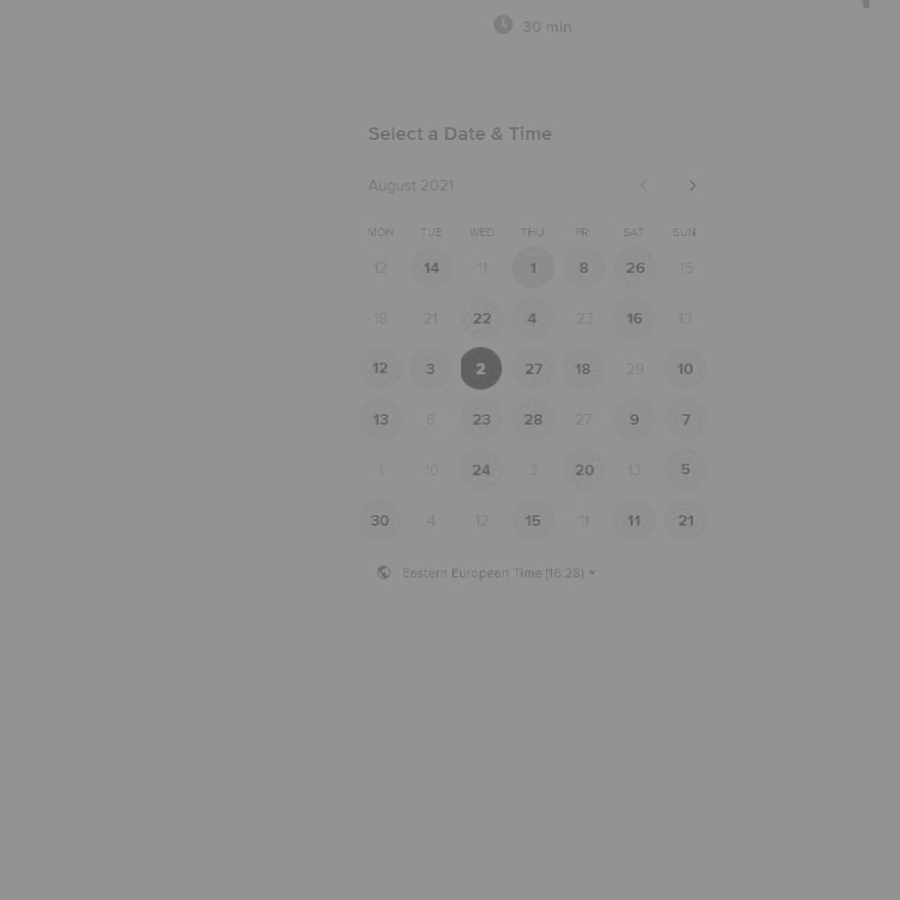 30 min
Select a Date & Time
August 2021
MON TUE WED THU FRI SAT SUN
12 14 11 1 8 26 15
18 21 22 4 23 16 13
12 3 2 27 18 29 10
13 6 23 28 27 9 7
1 10 24 3 20 13 5
30 4 12 15 11 11 21
Eastern European Time (16:28)